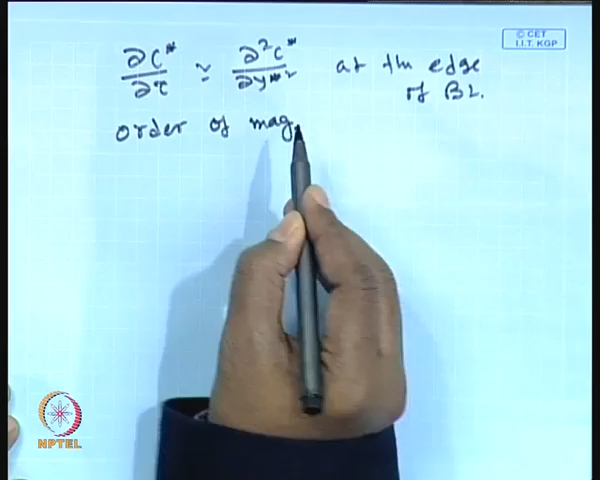 © CET
I.I.T. KGP
∂c*/∂τ ≃ ∂²c*/∂y*² at the edge
of BL.
order of mag
NPTEL